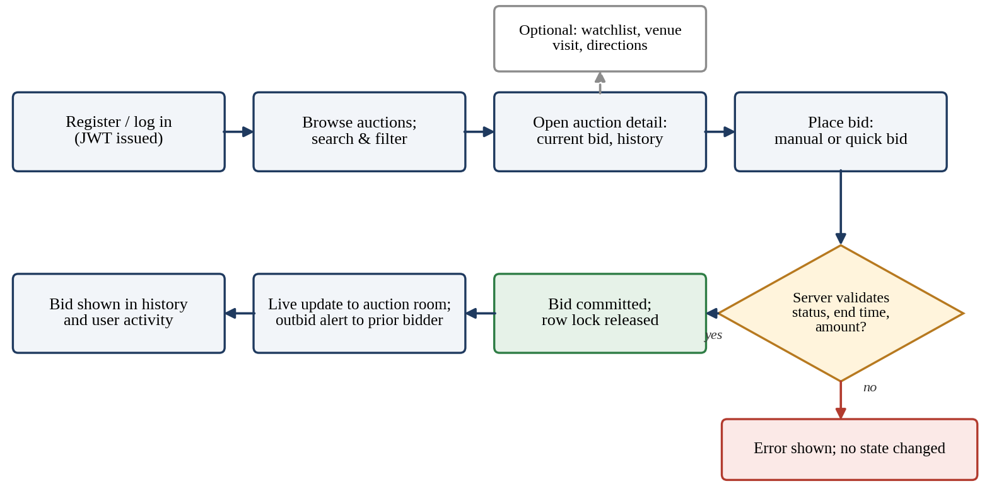 Optional: watchlist, venue
visit, directions
Register / log in
(JWT issued)
Browse auctions;
search & filter
Open auction detail:
current bid, history
Place bid:
manual or quick bid
Server validates
status, end time,
amount?
yes
no
Bid committed;
row lock released
Live update to auction room;
outbid alert to prior bidder
Bid shown in history
and user activity
Error shown; no state changed